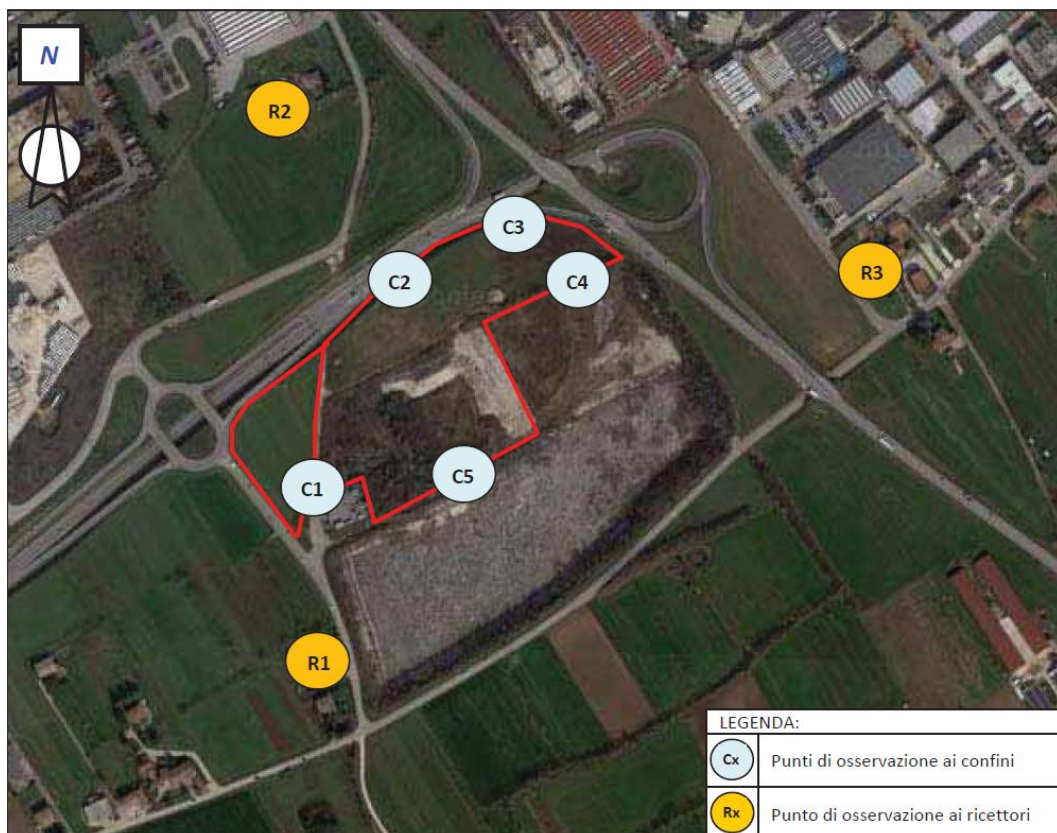 N
R2
C3
C4
C2
R3
C1
C5
R1
LEGENDA:
Cx Punti di osservazione ai confini
Rx Punto di osservazione ai ricettori